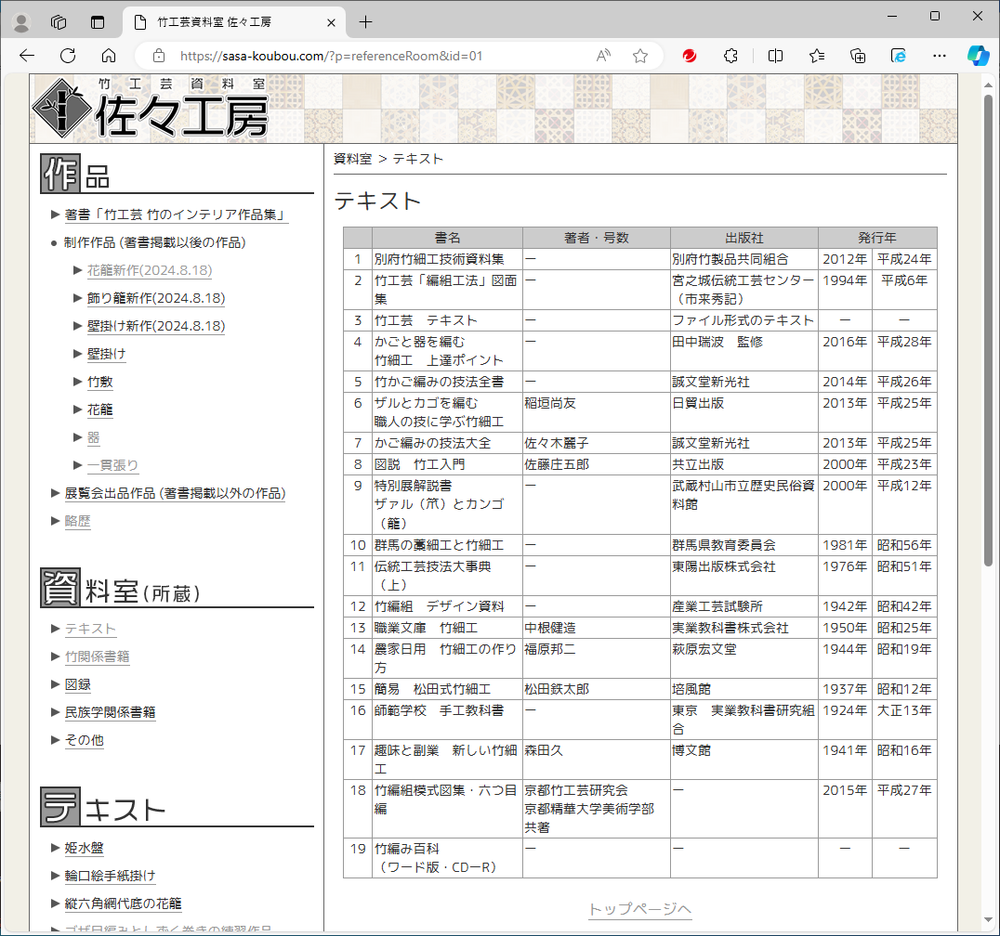 竹工芸資料室 佐々工房
https://sasa-koubou.com/?p=referenceRoom&id=01
竹工芸資料室
佐々工房
作品
著書「竹工芸 竹のインテリア作品集」
制作作品 (著書掲載以後の作品)
花籠新作(2024.8.18)
飾り籠新作(2024.8.18)
壁掛け新作(2024.8.18)
壁掛け
竹敷
花籠
器
一貫張り
展覧会出品作品 (著書掲載以外の作品)
略歴
資料室(所蔵)
テキスト
竹関係書籍
図録
民族学関係書籍
その他
テキスト
姫水盤
輪口絵手紙掛け
縦六角網代底の花籠
資料室 > テキスト
テキスト
書名 著者・号数 出版社 発行年
1 別府竹細工技術資料集 ー 別府竹製品共同組合 2012年 平成24年
2 竹工芸「編組工法」図面 ー 宮之城伝統工芸センター 1994年 平成6年
集 （市来秀記）
3 竹工芸　テキスト ー ファイル形式のテキスト ー ー
4 かごと器を編む ー 田中瑞波　監修 2016年 平成28年
竹細工　上達ポイント
5 竹かご編みの技法全書 ー 誠文堂新光社 2014年 平成26年
6 ザルとカゴを編む 稲垣尚友 日貿出版 2013年 平成25年
職人の技に学ぶ竹細工
7 かご編みの技法大全 佐々木麗子 誠文堂新光社 2013年 平成25年
8 図説　竹工入門 佐藤庄五郎 共立出版 2000年 平成23年
9 特別展解説書 ー 武蔵村山市立歴史民俗資 2000年 平成12年
ザァル（笊）とカンゴ 料館
（籠）
10 群馬の藁細工と竹細工 ー 群馬県教育委員会 1981年 昭和56年
11 伝統工芸技法大事典 ー 東陽出版株式会社 1976年 昭和51年
（上）
12 竹編組　デザイン資料 ー 産業工芸試験所 1942年 昭和42年
13 職業文庫　竹細工 中根健造 実業教科書株式会社 1950年 昭和25年
14 農家日用　竹細工の作り 福原邦二 萩原宏文堂 1944年 昭和19年
方
15 簡易　松田式竹細工 松田鉄太郎 培風館 1937年 昭和12年
16 師範学校　手工教科書 ー 東京　実業教科書研究組 1924年 大正13年
合
17 趣味と副業　新しい竹細 森田久 博文館 1941年 昭和16年
工
18 竹編組模式図集・六つ目 京都竹工芸研究会 ー 2015年 平成27年
編 京都精華大学美術学部
共著
19 竹編み百科 ー ー ー ー
（ワード版・CDーR）
トップページへ